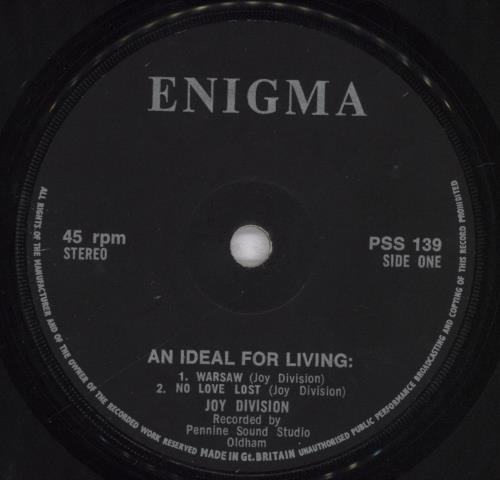 ENIGMA
45 rpm
STEREO
PSS 139
SIDE ONE
AN IDEAL FOR LIVING:
1. WARSAW (Joy Division)
2. NO LOVE LOST (Joy Division)
JOY DIVISION
Recorded by
Pennine Sound Studio
Oldham
ALL RIGHTS OF THE MANUFACTURER AND OF THE OWNER OF THE RECORDED WORK RESERVED UNAUTHORISED PUBLIC PERFORMANCE BROADCASTING AND COPYING OF THIS RECORD PROHIBITED
MADE IN Gt. BRITAIN